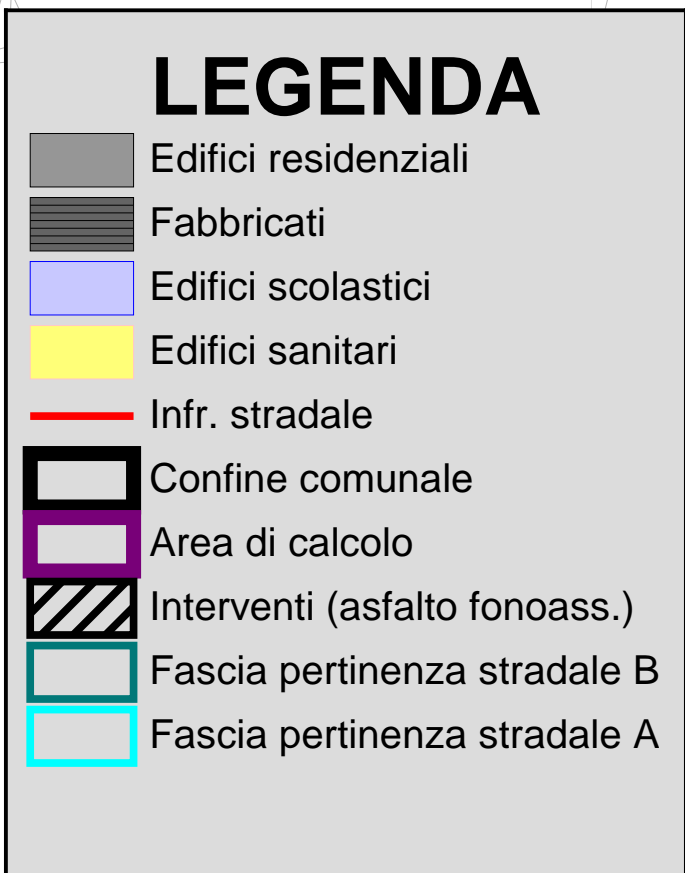 LEGENDA
Edifici residenziali
Fabbricati
Edifici scolastici
Edifici sanitari
Infr. stradale
Confine comunale
Area di calcolo
Interventi (asfalto fonoass.)
Fascia pertinenza stradale B
Fascia pertinenza stradale A